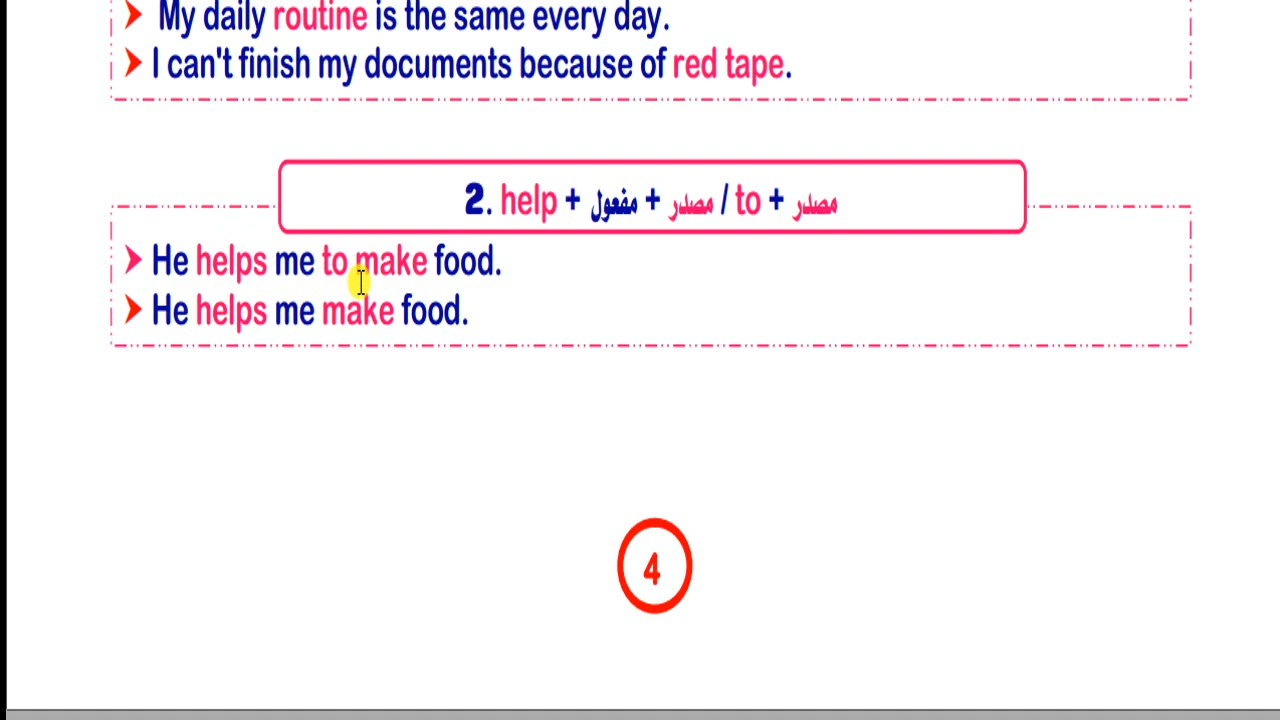 My daily routine is the same every day.
I can't finish my documents because of red tape.
2. help + مفعول + مصدر / to + مصدر
He helps me to make food.
He helps me make food.
4